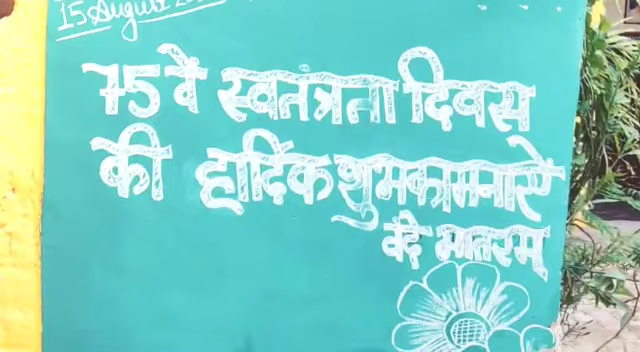 15 August
75 वें स्वतंत्रता दिवस
की हार्दिक शुभकामनाऐं
वंदे मातरम्